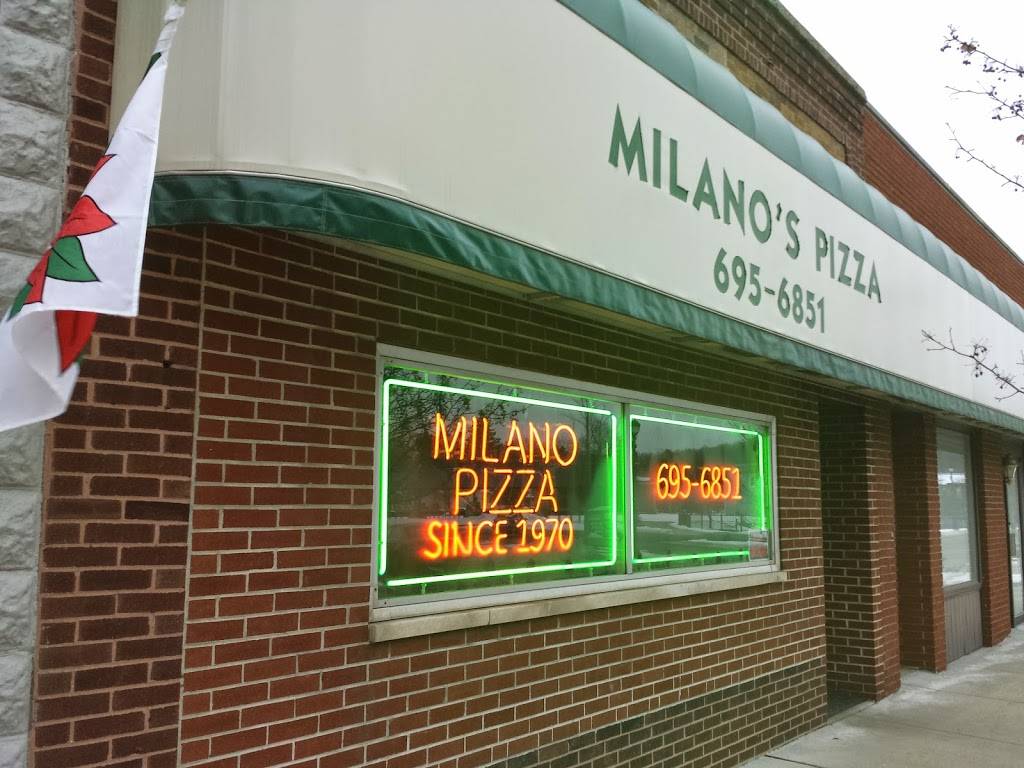 MILANO'S PIZZA
695-6851
MILANO
PIZZA
SINCE 1970
695-6851